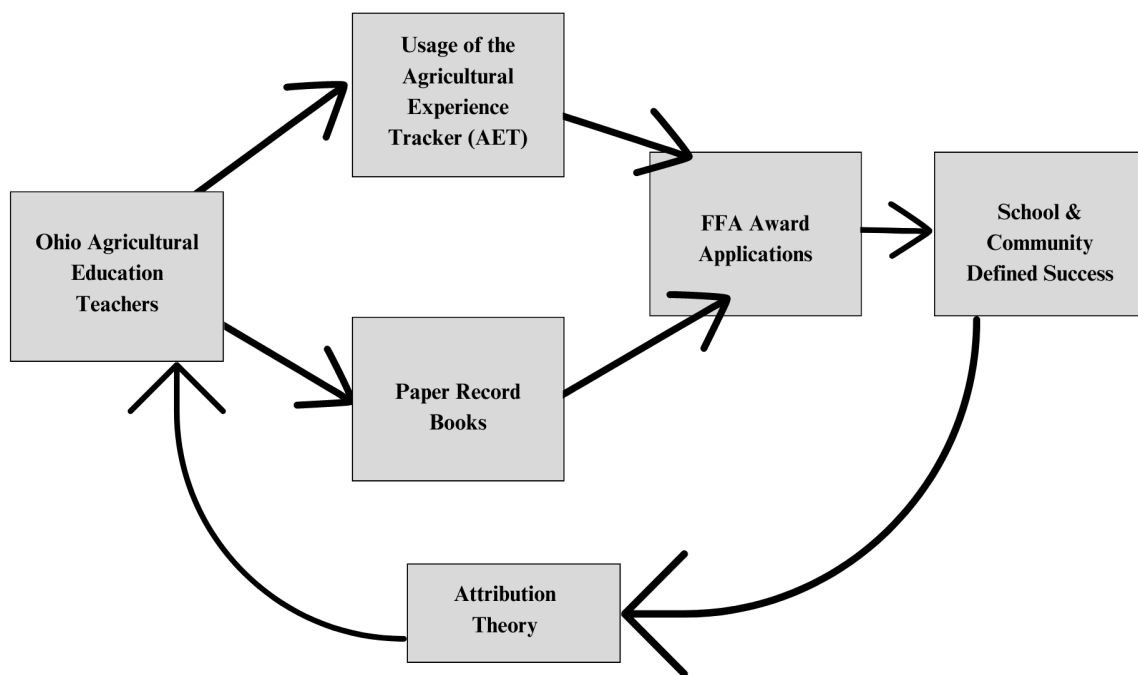 Usage of the
Agricultural
Experience
Tracker (AET)
Ohio Agricultural
Education
Teachers
FFA Award
Applications
School &
Community
Defined Success
Paper Record
Books
Attribution
Theory